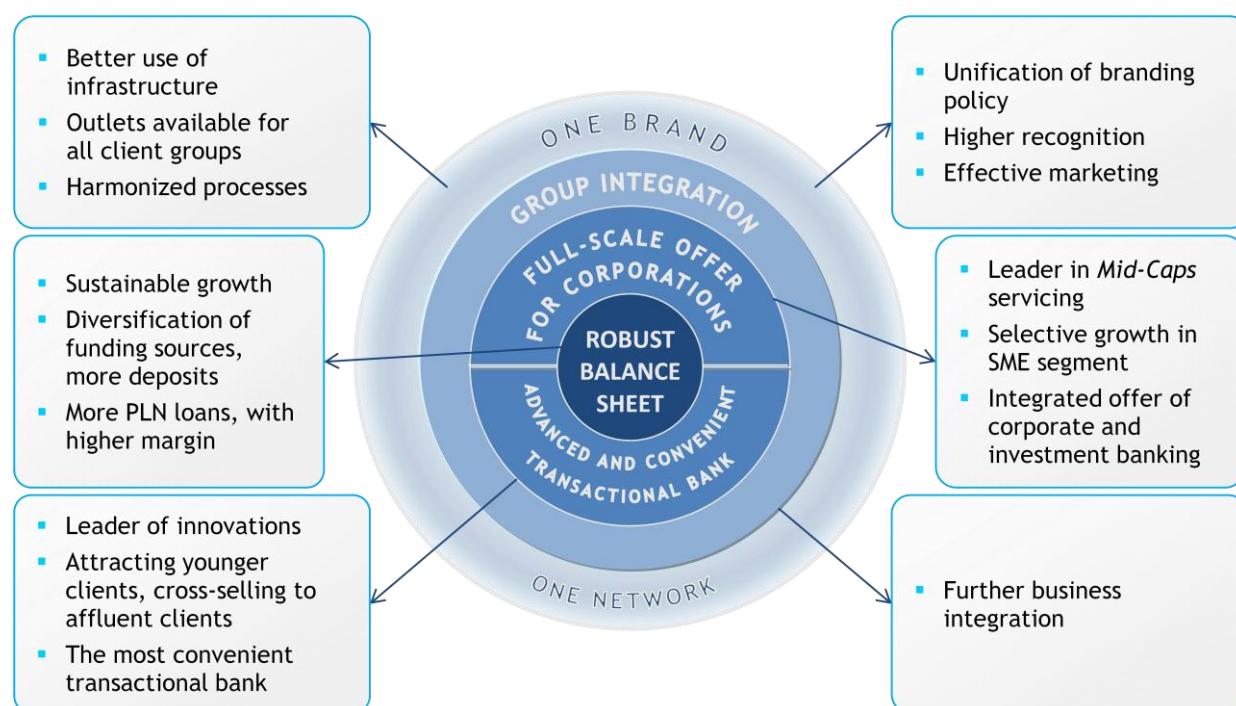 Better use of
infrastructure
Outlets available for
all client groups
Harmonized processes
Sustainable growth
Diversification of
funding sources,
more deposits
More PLN loans, with
higher margin
Leader of innovations
Attracting younger
clients, cross-selling to
affluent clients
The most convenient
transactional bank
ONE BRAND
GROUP INTEGRATION
FULL-SCALE OFFER
FOR CORPORATIONS
ROBUST
BALANCE
SHEET
ADVANCED AND CONVENIENT
TRANSACTIONAL BANK
ONE NETWORK
Unification of branding
policy
Higher recognition
Effective marketing
Leader in Mid-Caps
servicing
Selective growth in
SME segment
Integrated offer of
corporate and
investment banking
Further business
integration